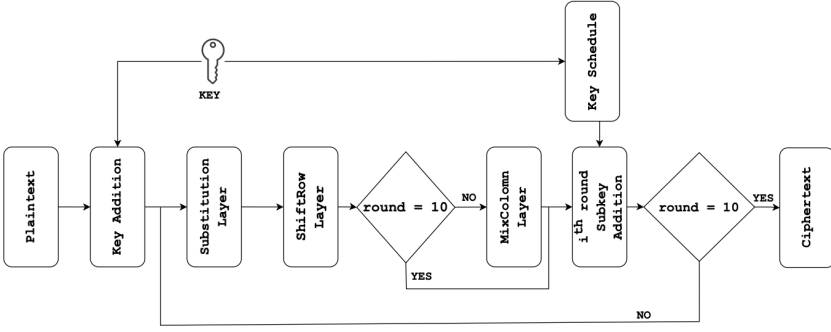 KEY
Key Schedule
Plaintext
Key Addition
Substitution
Layer
ShiftRow
Layer
round = 10
NO
YES
MixColomn
Layer
ith round
Subkey
Addition
round = 10
YES
NO
Ciphertext